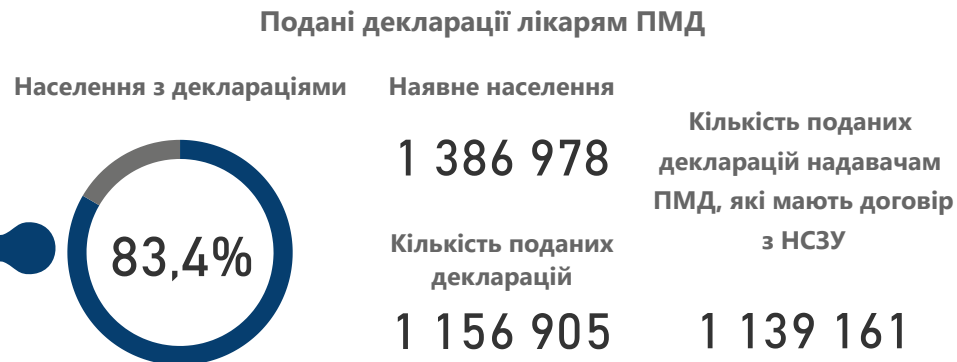 Подані декларації лікарям ПМД
Населення з деклараціями
83,4%
Наявне населення
1 386 978
Кількість поданих
декларацій
1 156 905
Кількість поданих
декларацій надавачам
ПМД, які мають договір
з НСЗУ
1 139 161